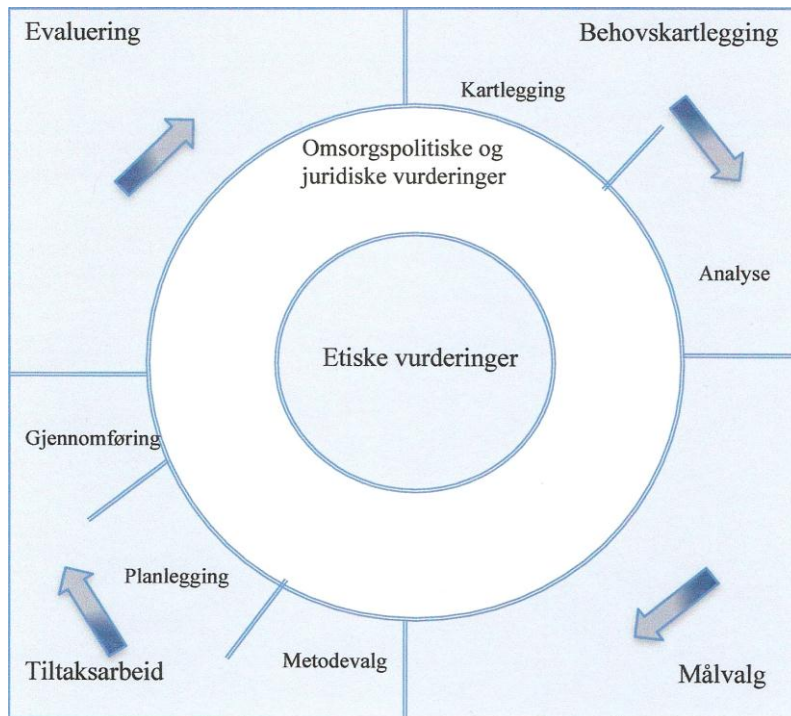 Evaluering
Behovskartlegging
Kartlegging
Omsorgspolitiske og
juridiske vurderinger
Analyse
Etiske vurderinger
Gjennomføring
Planlegging
Metodevalg
Tiltaksarbeid
Målvalg